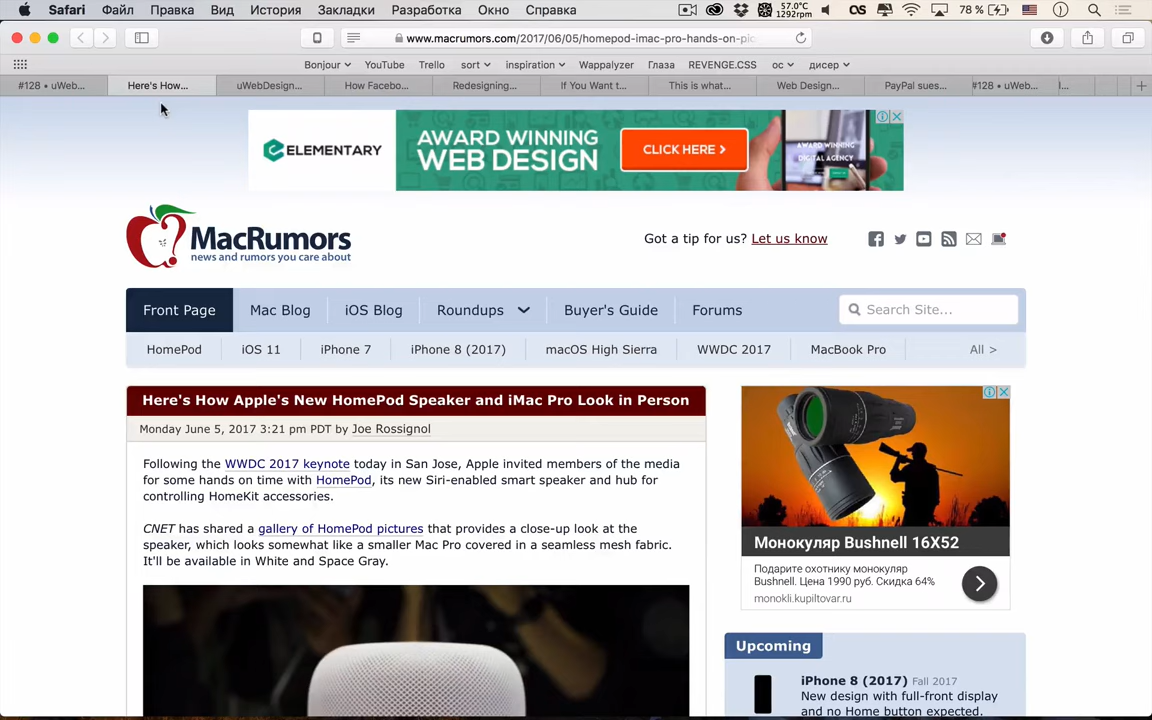 Safari Файл Правка Вид История Закладки Разработка Окно Справка 57.0°C 1292rpm 78 %
www.macrumors.com/2017/06/05/homepod-imac-pro-hands-on-pic
Bonjour YouTube Trello sort inspiration Wappalyzer Глаза REVENGE.CSS ос дисер
#128 • uWeb... Here's How... uWebDesign... How Facebo... Redesigning... If You Want t... This is what... Web Design... PayPal sues... #128 • uWeb... I...
ELEMENTARY AWARD WINNING WEB DESIGN CLICK HERE > AWARD WINNING DIGITAL AGENCY
MacRumors
news and rumors you care about
Got a tip for us? Let us know
Front Page Mac Blog iOS Blog Roundups Buyer's Guide Forums Search Site...
HomePod iOS 11 iPhone 7 iPhone 8 (2017) macOS High Sierra WWDC 2017 MacBook Pro All >
Here's How Apple's New HomePod Speaker and iMac Pro Look in Person
Monday June 5, 2017 3:21 pm PDT by Joe Rossignol
Following the WWDC 2017 keynote today in San Jose, Apple invited members of the media
for some hands on time with HomePod, its new Siri-enabled smart speaker and hub for
controlling HomeKit accessories.
CNET has shared a gallery of HomePod pictures that provides a close-up look at the
speaker, which looks somewhat like a smaller Mac Pro covered in a seamless mesh fabric.
It'll be available in White and Space Gray.
Монокуляр Bushnell 16X52
Подарите охотнику монокуляр
Bushnell. Цена 1990 руб. Скидка 64%
monokli.kupiltovar.ru
Upcoming
iPhone 8 (2017) Fall 2017
New design with full-front display
and no Home button expected.